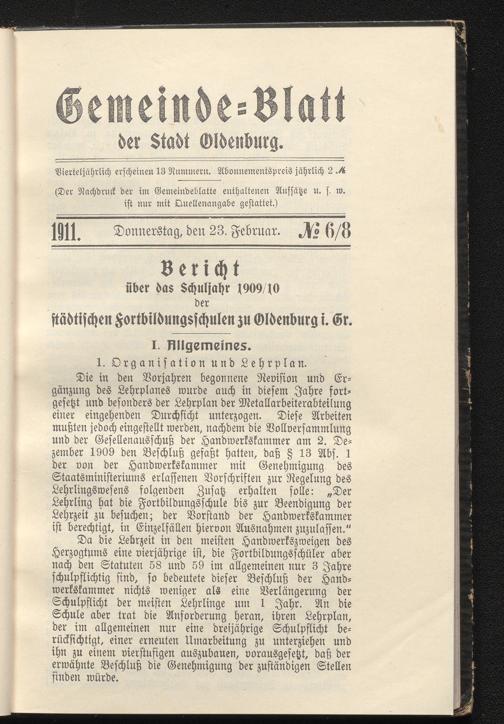 Gemeinde=Blatt
der Stadt Oldenburg.
Vierteljährlich erscheinen 13 Nummern. Abonnementspreis jährlich 2 ℳ
(Der Nachdruck der im Gemeindeblatte enthaltenen Aufsätze u. s. w.
ist nur mit Quellenangabe gestattet.)
1911. Donnerstag, den 23. Februar. № 6/8
Bericht
über das Schuljahr 1909/10
der
städtischen Fortbildungsschulen zu Oldenburg i. Gr.
I. Allgemeines.
1. Organisation und Lehrplan.
Die in den Vorjahren begonnene Revision und Er-
gänzung des Lehrplanes wurde auch in diesem Jahre fort-
gesetzt und besonders der Lehrplan der Metallarbeiterabteilung
einer eingehenden Durchsicht unterzogen. Diese Arbeiten
mußten jedoch eingestellt werden, nachdem die Vollversammlung
und der Gesellenausschuß der Handwerkskammer am 2. De-
zember 1909 den Beschluß gefaßt hatten, daß § 13 Abs. 1
der von der Handwerkskammer mit Genehmigung des
Staatsministeriums erlassenen Vorschriften zur Regelung des
Lehrlingswesens folgenden Zusatz erhalten solle: „Der
Lehrling hat die Fortbildungsschule bis zur Beendigung der
Lehrzeit zu besuchen; der Vorstand der Handwerkskammer
ist berechtigt, in Einzelfällen hiervon Ausnahmen zuzulassen.“
Da die Lehrzeit in den meisten Handwerkszweigen des
Herzogtums eine vierjährige ist, die Fortbildungsschüler aber
nach den Statuten 58 und 59 im allgemeinen nur 3 Jahre
schulpflichtig sind, so bedeutete dieser Beschluß der Hand-
werkskammer nichts weniger als eine Verlängerung der
Schulpflicht der meisten Lehrlinge um 1 Jahr. An die
Schule aber trat die Anforderung heran, ihren Lehrplan,
der im allgemeinen nur eine dreijährige Schulpflicht be-
rücksichtigt, einer erneuten Umarbeitung zu unterziehen und
ihn zu einem vierstufigen auszubauen, vorausgesetzt, daß der
erwähnte Beschluß die Genehmigung der zuständigen Stellen
finden würde.